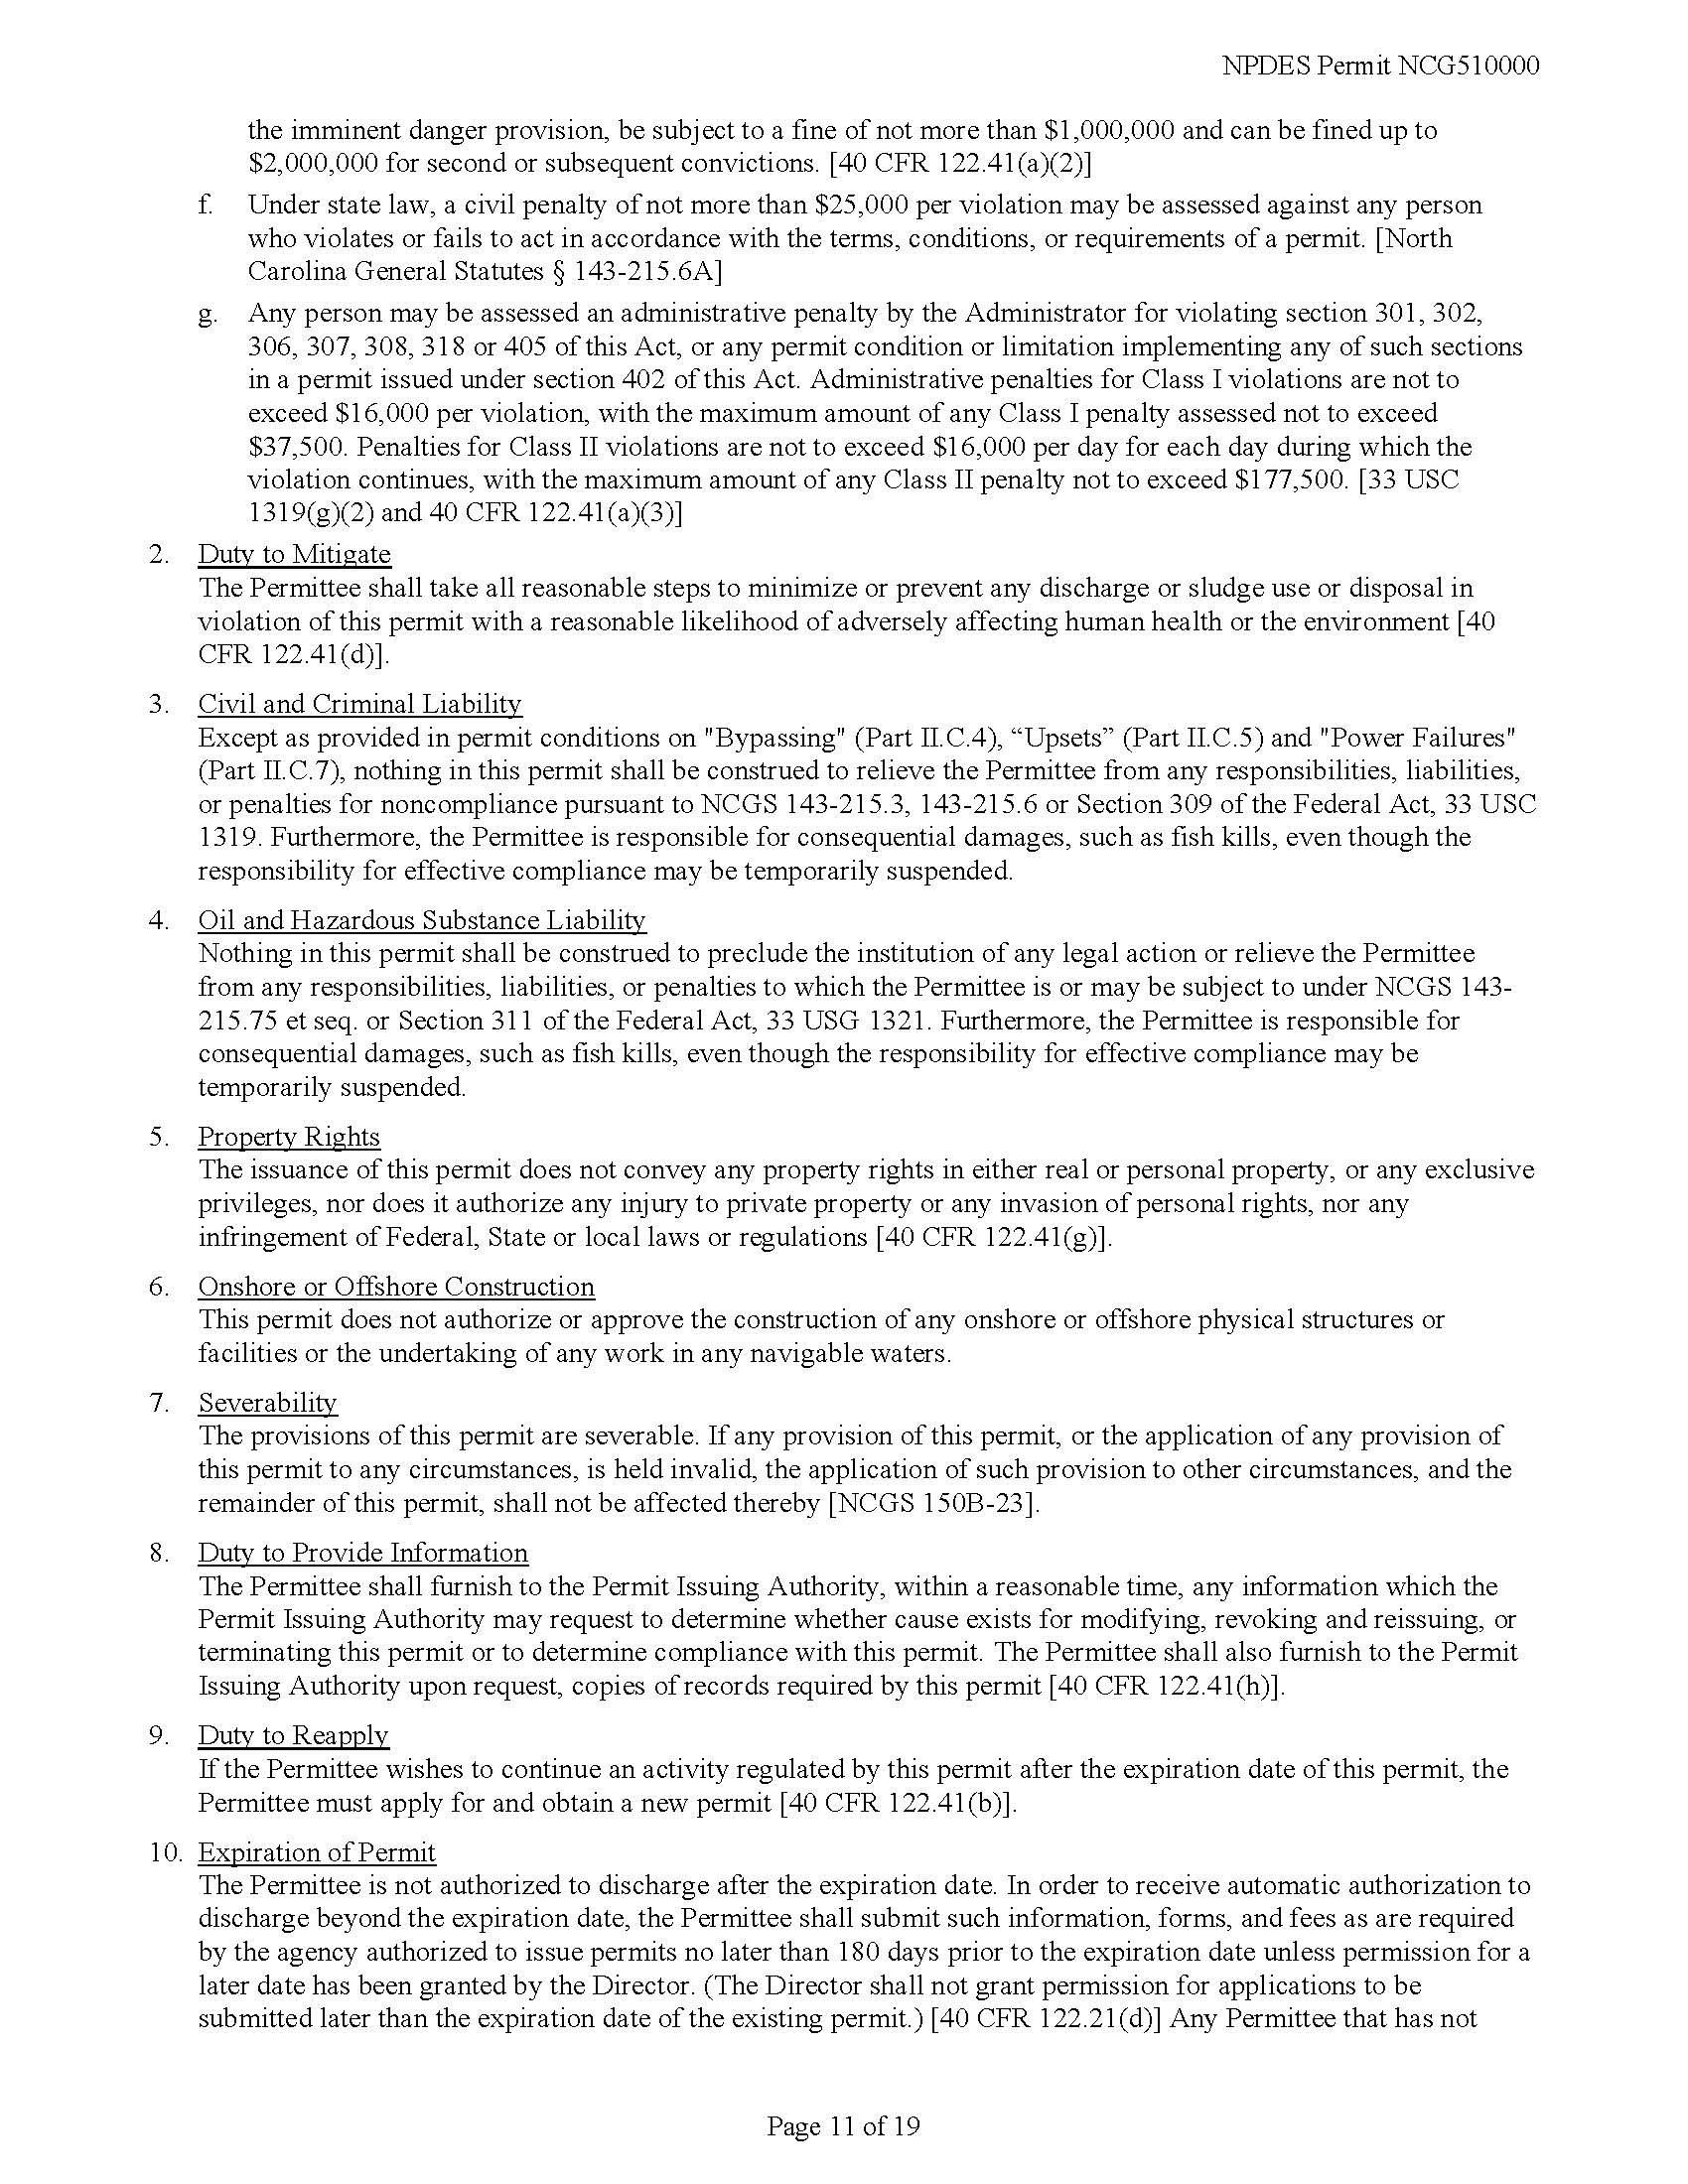 NPDES Permit NCG510000
the imminent danger provision, be subject to a fine of not more than $1,000,000 and can be fined up to
$2,000,000 for second or subsequent convictions. [40 CFR 122.41(a)(2)]
f. Under state law, a civil penalty of not more than $25,000 per violation may be assessed against any person
who violates or fails to act in accordance with the terms, conditions, or requirements of a permit. [North
Carolina General Statutes § 143-215.6A]
g. Any person may be assessed an administrative penalty by the Administrator for violating section 301, 302,
306, 307, 308, 318 or 405 of this Act, or any permit condition or limitation implementing any of such sections
in a permit issued under section 402 of this Act. Administrative penalties for Class I violations are not to
exceed $16,000 per violation, with the maximum amount of any Class I penalty assessed not to exceed
$37,500. Penalties for Class II violations are not to exceed $16,000 per day for each day during which the
violation continues, with the maximum amount of any Class II penalty not to exceed $177,500. [33 USC
1319(g)(2) and 40 CFR 122.41(a)(3)]
2. Duty to Mitigate
The Permittee shall take all reasonable steps to minimize or prevent any discharge or sludge use or disposal in
violation of this permit with a reasonable likelihood of adversely affecting human health or the environment [40
CFR 122.41(d)].
3. Civil and Criminal Liability
Except as provided in permit conditions on "Bypassing" (Part II.C.4), “Upsets” (Part II.C.5) and "Power Failures"
(Part II.C.7), nothing in this permit shall be construed to relieve the Permittee from any responsibilities, liabilities,
or penalties for noncompliance pursuant to NCGS 143-215.3, 143-215.6 or Section 309 of the Federal Act, 33 USC
1319. Furthermore, the Permittee is responsible for consequential damages, such as fish kills, even though the
responsibility for effective compliance may be temporarily suspended.
4. Oil and Hazardous Substance Liability
Nothing in this permit shall be construed to preclude the institution of any legal action or relieve the Permittee
from any responsibilities, liabilities, or penalties to which the Permittee is or may be subject to under NCGS 143-
215.75 et seq. or Section 311 of the Federal Act, 33 USG 1321. Furthermore, the Permittee is responsible for
consequential damages, such as fish kills, even though the responsibility for effective compliance may be
temporarily suspended.
5. Property Rights
The issuance of this permit does not convey any property rights in either real or personal property, or any exclusive
privileges, nor does it authorize any injury to private property or any invasion of personal rights, nor any
infringement of Federal, State or local laws or regulations [40 CFR 122.41(g)].
6. Onshore or Offshore Construction
This permit does not authorize or approve the construction of any onshore or offshore physical structures or
facilities or the undertaking of any work in any navigable waters.
7. Severability
The provisions of this permit are severable. If any provision of this permit, or the application of any provision of
this permit to any circumstances, is held invalid, the application of such provision to other circumstances, and the
remainder of this permit, shall not be affected thereby [NCGS 150B-23].
8. Duty to Provide Information
The Permittee shall furnish to the Permit Issuing Authority, within a reasonable time, any information which the
Permit Issuing Authority may request to determine whether cause exists for modifying, revoking and reissuing, or
terminating this permit or to determine compliance with this permit. The Permittee shall also furnish to the Permit
Issuing Authority upon request, copies of records required by this permit [40 CFR 122.41(h)].
9. Duty to Reapply
If the Permittee wishes to continue an activity regulated by this permit after the expiration date of this permit, the
Permittee must apply for and obtain a new permit [40 CFR 122.41(b)].
10. Expiration of Permit
The Permittee is not authorized to discharge after the expiration date. In order to receive automatic authorization to
discharge beyond the expiration date, the Permittee shall submit such information, forms, and fees as are required
by the agency authorized to issue permits no later than 180 days prior to the expiration date unless permission for a
later date has been granted by the Director. (The Director shall not grant permission for applications to be
submitted later than the expiration date of the existing permit.) [40 CFR 122.21(d)] Any Permittee that has not
Page 11 of 19